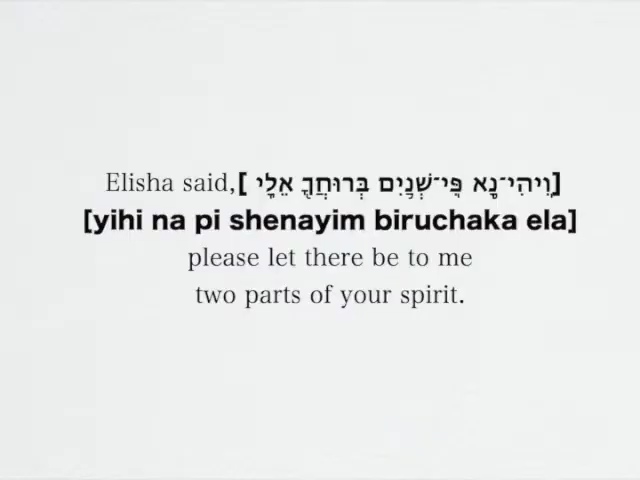 Elisha said,[וִֽיהִי־נָ֛א פִּֽי־שְׁנַ֥יִם בְּרוּחֲךָ֖ אֵלָֽי]
[yihi na pi shenayim biruchaka ela]
please let there be to me
two parts of your spirit.